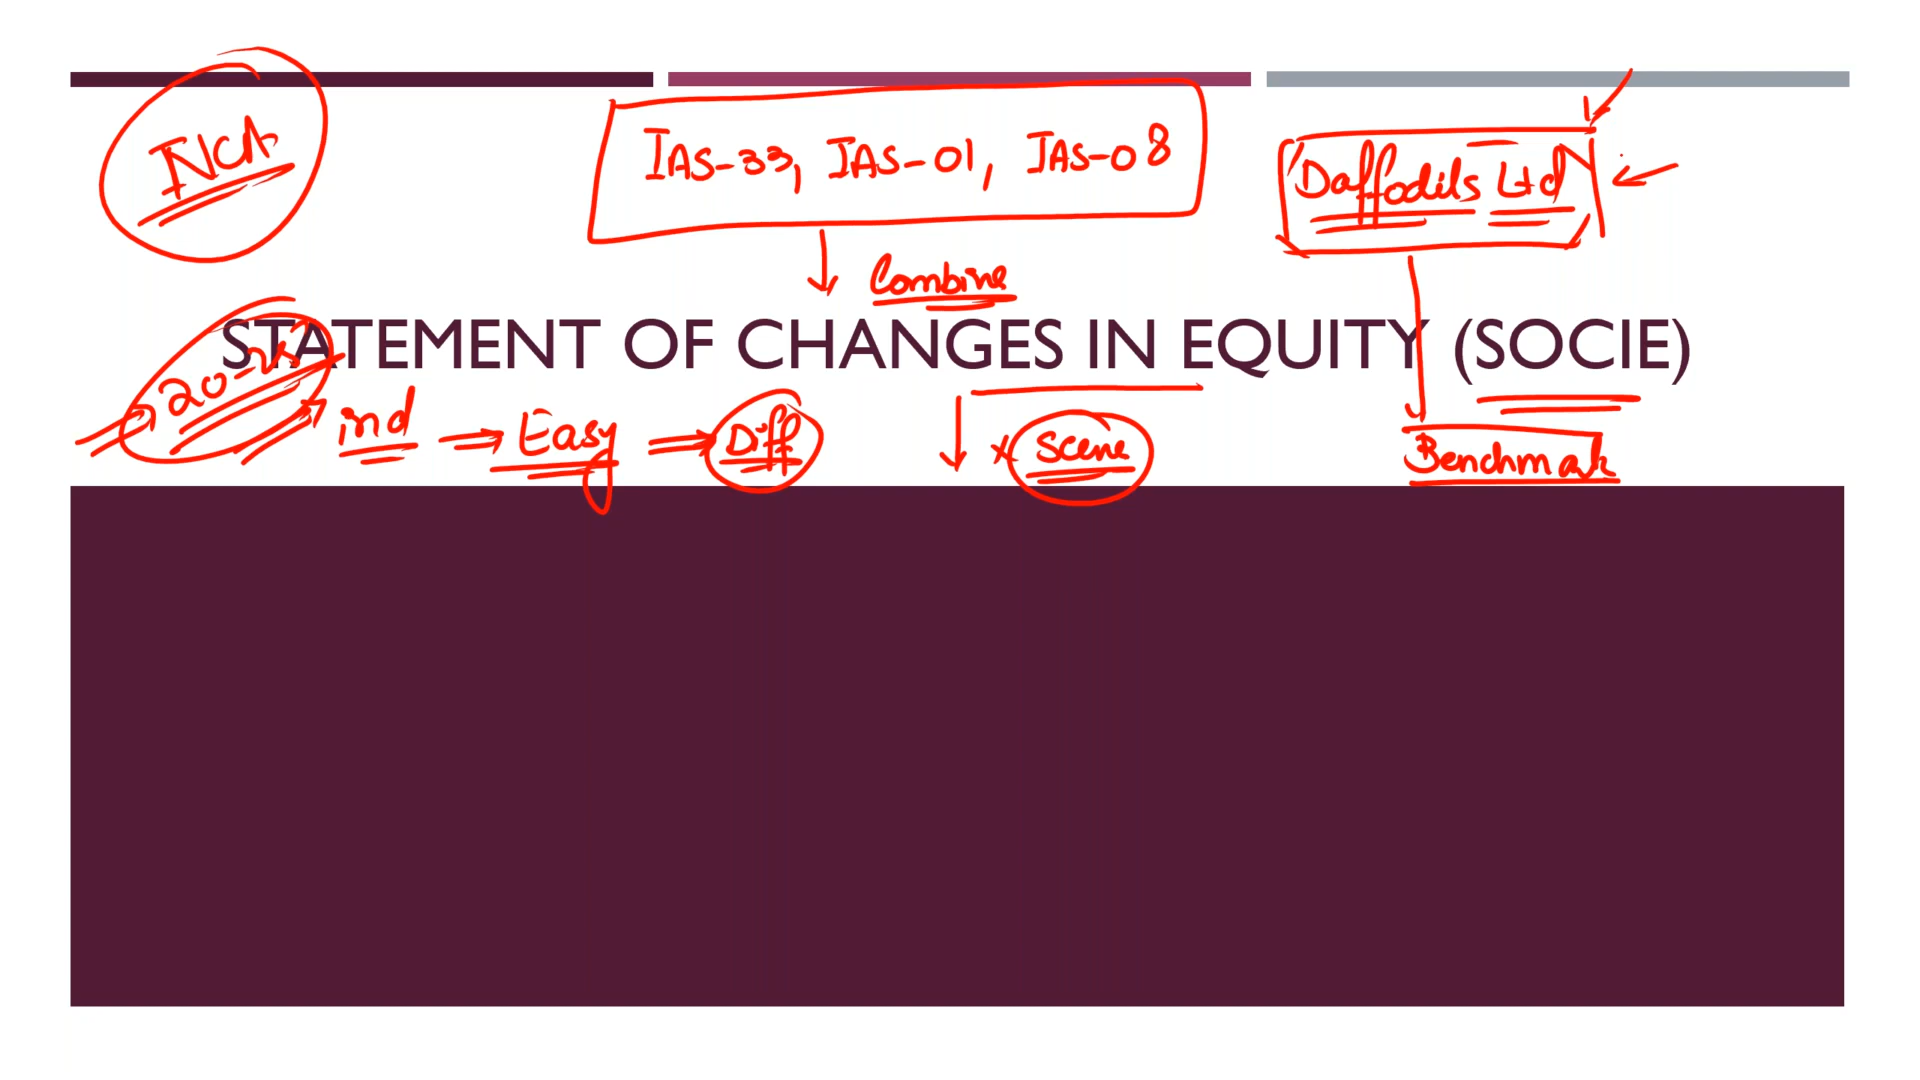 INCA
IAS-33, IAS-01, IAS-08
Daffodils Ltd
Combine
STATEMENT OF CHANGES IN EQUITY (SOCIE)
ind Easy Diff
x Scene
Benchmark